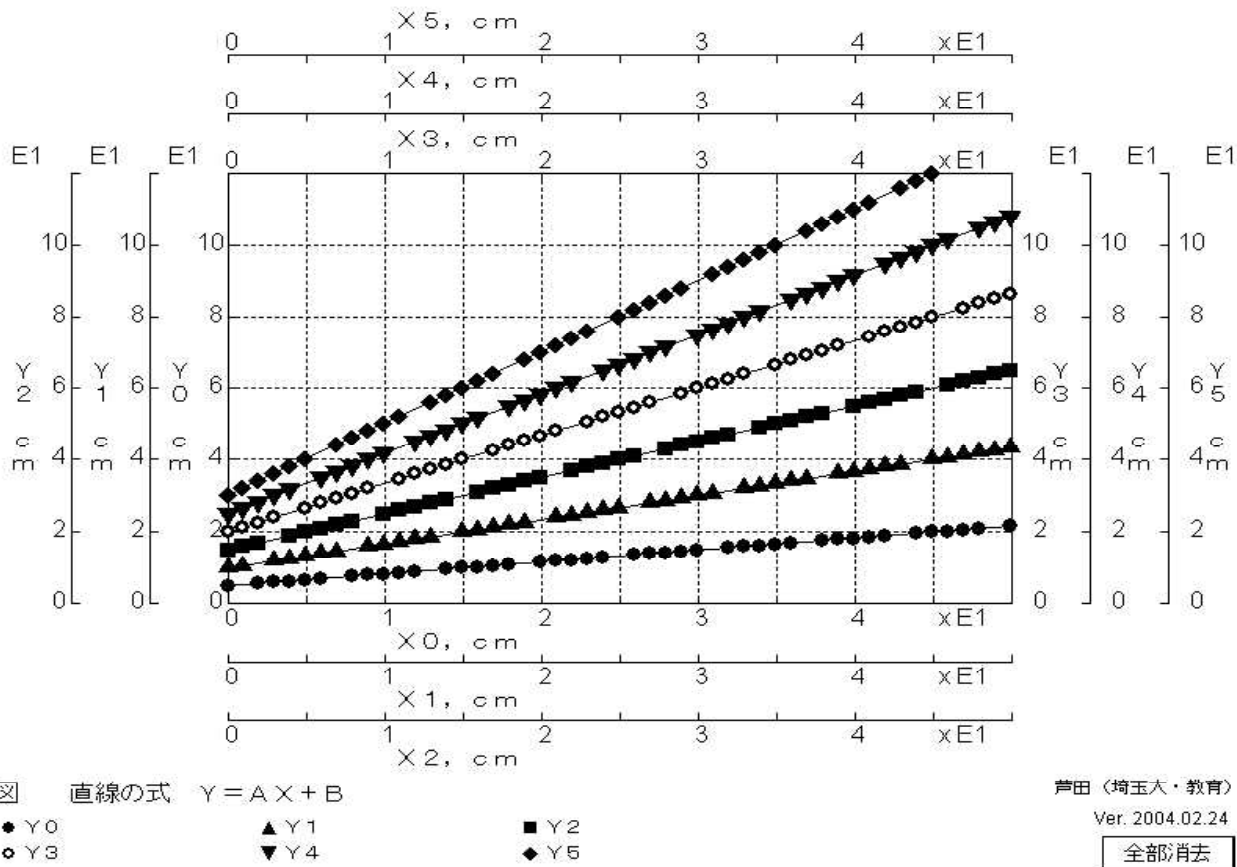 X5, cm
0 1 2 3 4 xE1
X4, cm
0 1 2 3 4 xE1
X3, cm
0 1 2 3 4 xE1
E1 E1 E1 E1 E1 E1
10 10 10 10 10 10
8 8 8 8 8 8
6 6 6 6 6 6
4 4 4 4 4 4
2 2 2 2 2 2
0 0 0 0 0 0
Y2 cm
Y1 cm
Y0 cm
Y3 cm
Y4 cm
Y5 cm
1 2 3 4 xE1
X0, cm
0 1 2 3 4 xE1
X1, cm
0 1 2 3 4 xE1
X2, cm
図 直線の式 Y=AX+B
芦田（埼玉大・教育）
● Y0 ▲ Y1 ■ Y2
Ver. 2004.02.24
○ Y3 ▼ Y4 ◆ Y5
全部消去